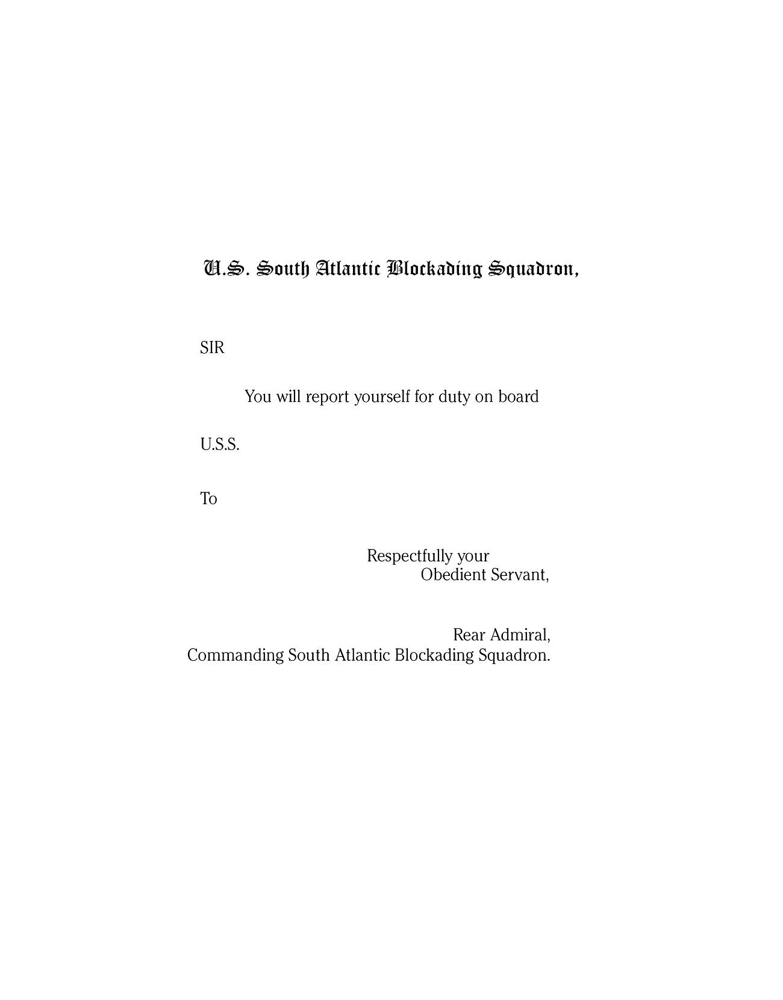 U.S. South Atlantic Blockading Squadron,
SIR
You will report yourself for duty on board
U.S.S.
To
Respectfully your
Obedient Servant,
Rear Admiral,
Commanding South Atlantic Blockading Squadron.